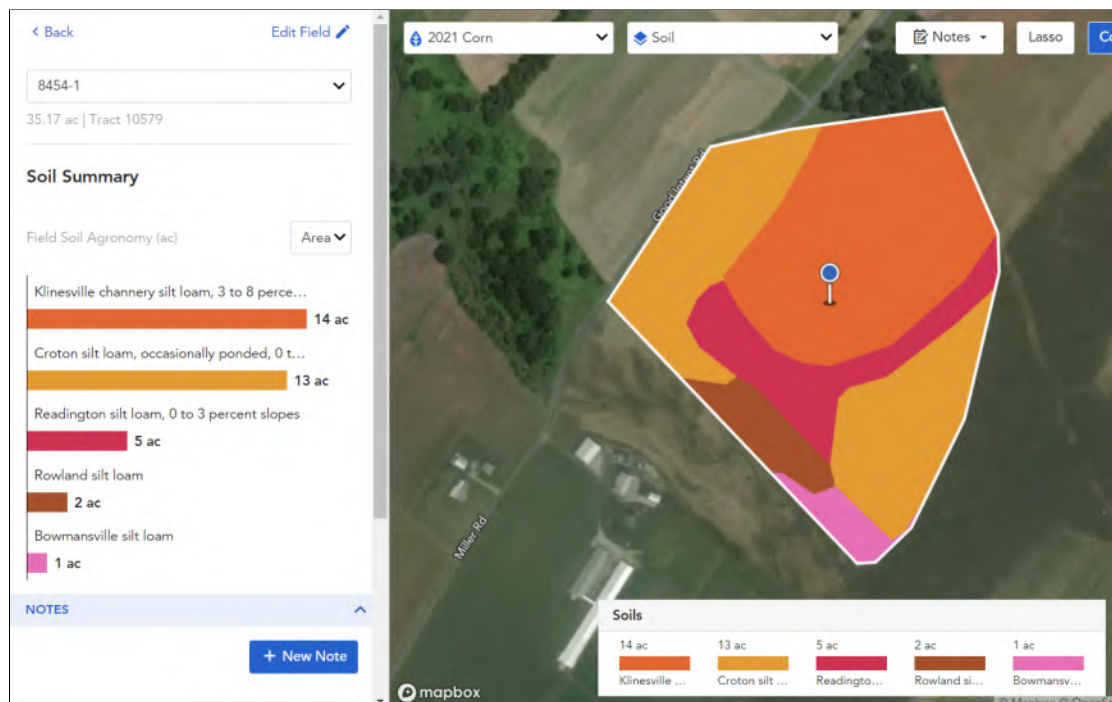 Back
Edit Field
8454-1
35.17 ac | Tract 10579
Soil Summary
Field Soil Agronomy (ac)
Area
Klinesville channery silt loam, 3 to 8 perce...
14 ac
Croton silt loam, occasionally ponded, 0 t...
13 ac
Readington silt loam, 0 to 3 percent slopes
5 ac
Rowland silt loam
2 ac
Bowmansville silt loam
1 ac
NOTES
+ New Note
2021 Corn
Soil
Notes
Lasso
Co
Good Intent Rd
Miller Rd
Soils
14 ac
13 ac
5 ac
2 ac
1 ac
Klinesville ...
Croton silt ...
Readingto...
Rowland si...
Bowmansv...
mapbox